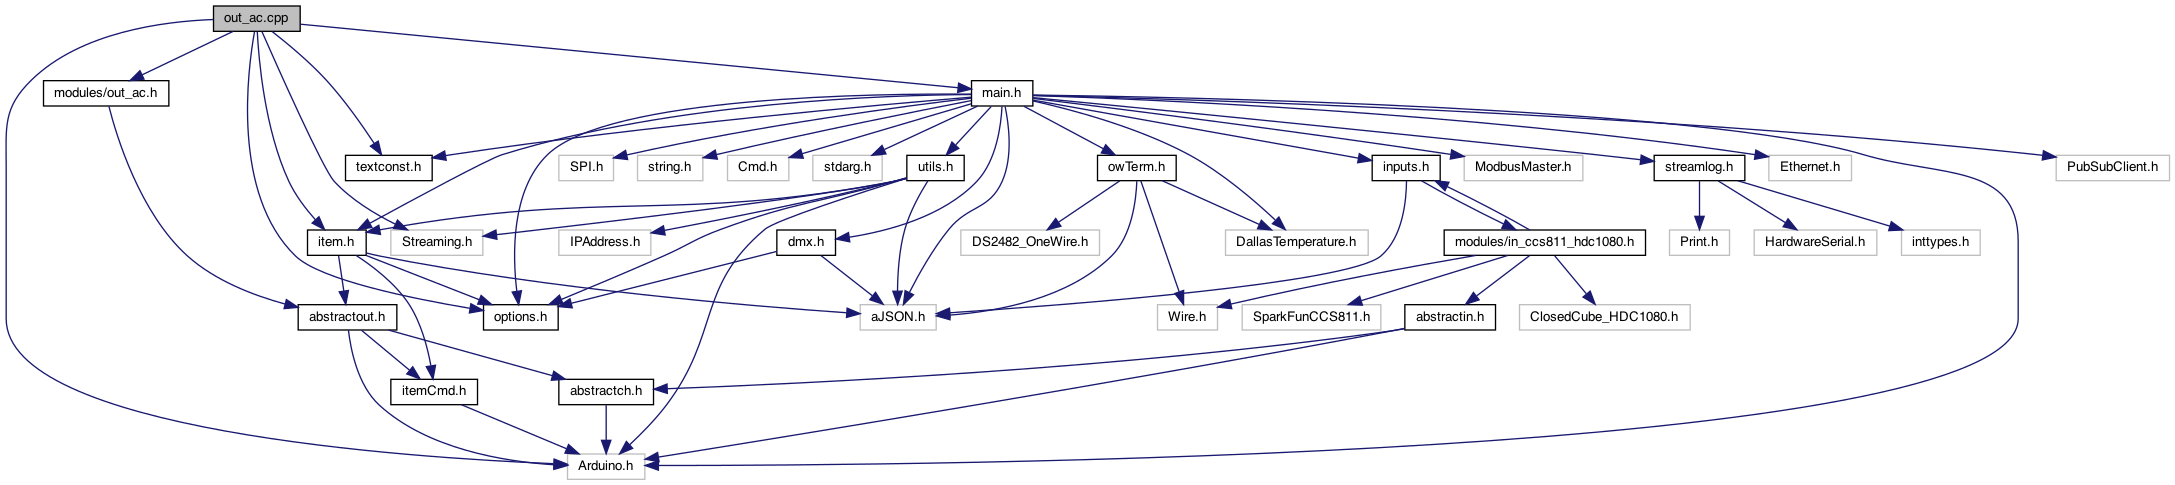 out_ac.cpp
modules/out_ac.h
main.h
textconst.h
SPI.h
string.h
Cmd.h
stdarg.h
utils.h
owTerm.h
inputs.h
ModbusMaster.h
streamlog.h
Ethernet.h
PubSubClient.h
item.h
Streaming.h
IPAddress.h
dmx.h
DS2482_OneWire.h
DallasTemperature.h
modules/in_ccs811_hdc1080.h
Print.h
HardwareSerial.h
inttypes.h
abstractout.h
options.h
aJSON.h
Wire.h
SparkFunCCS811.h
abstractin.h
ClosedCube_HDC1080.h
itemCmd.h
abstractch.h
Arduino.h